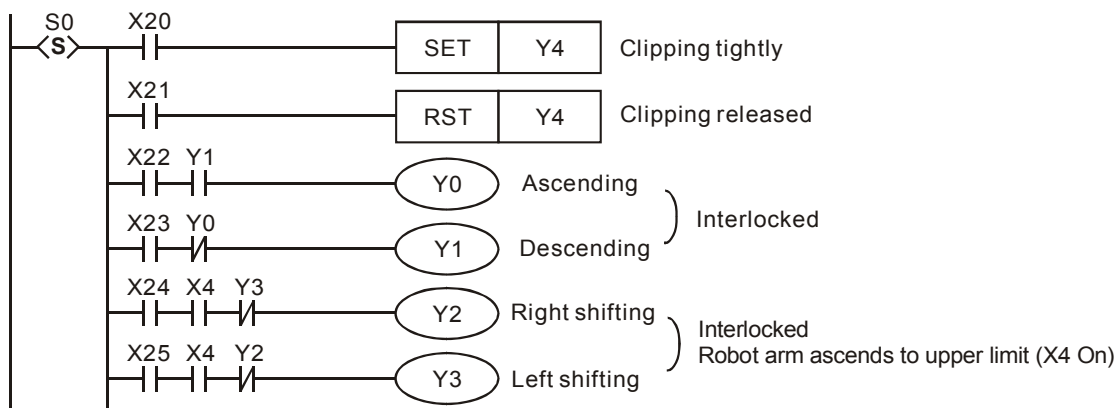 S0 X20
S SET Y4 Clipping tightly
X21
RST Y4 Clipping released
X22 Y1
Y0 Ascending
Interlocked
X23 Y0
Y1 Descending
X24 X4 Y3
Y2 Right shifting
Interlocked
Robot arm ascends to upper limit (X4 On)
X25 X4 Y2
Y3 Left shifting